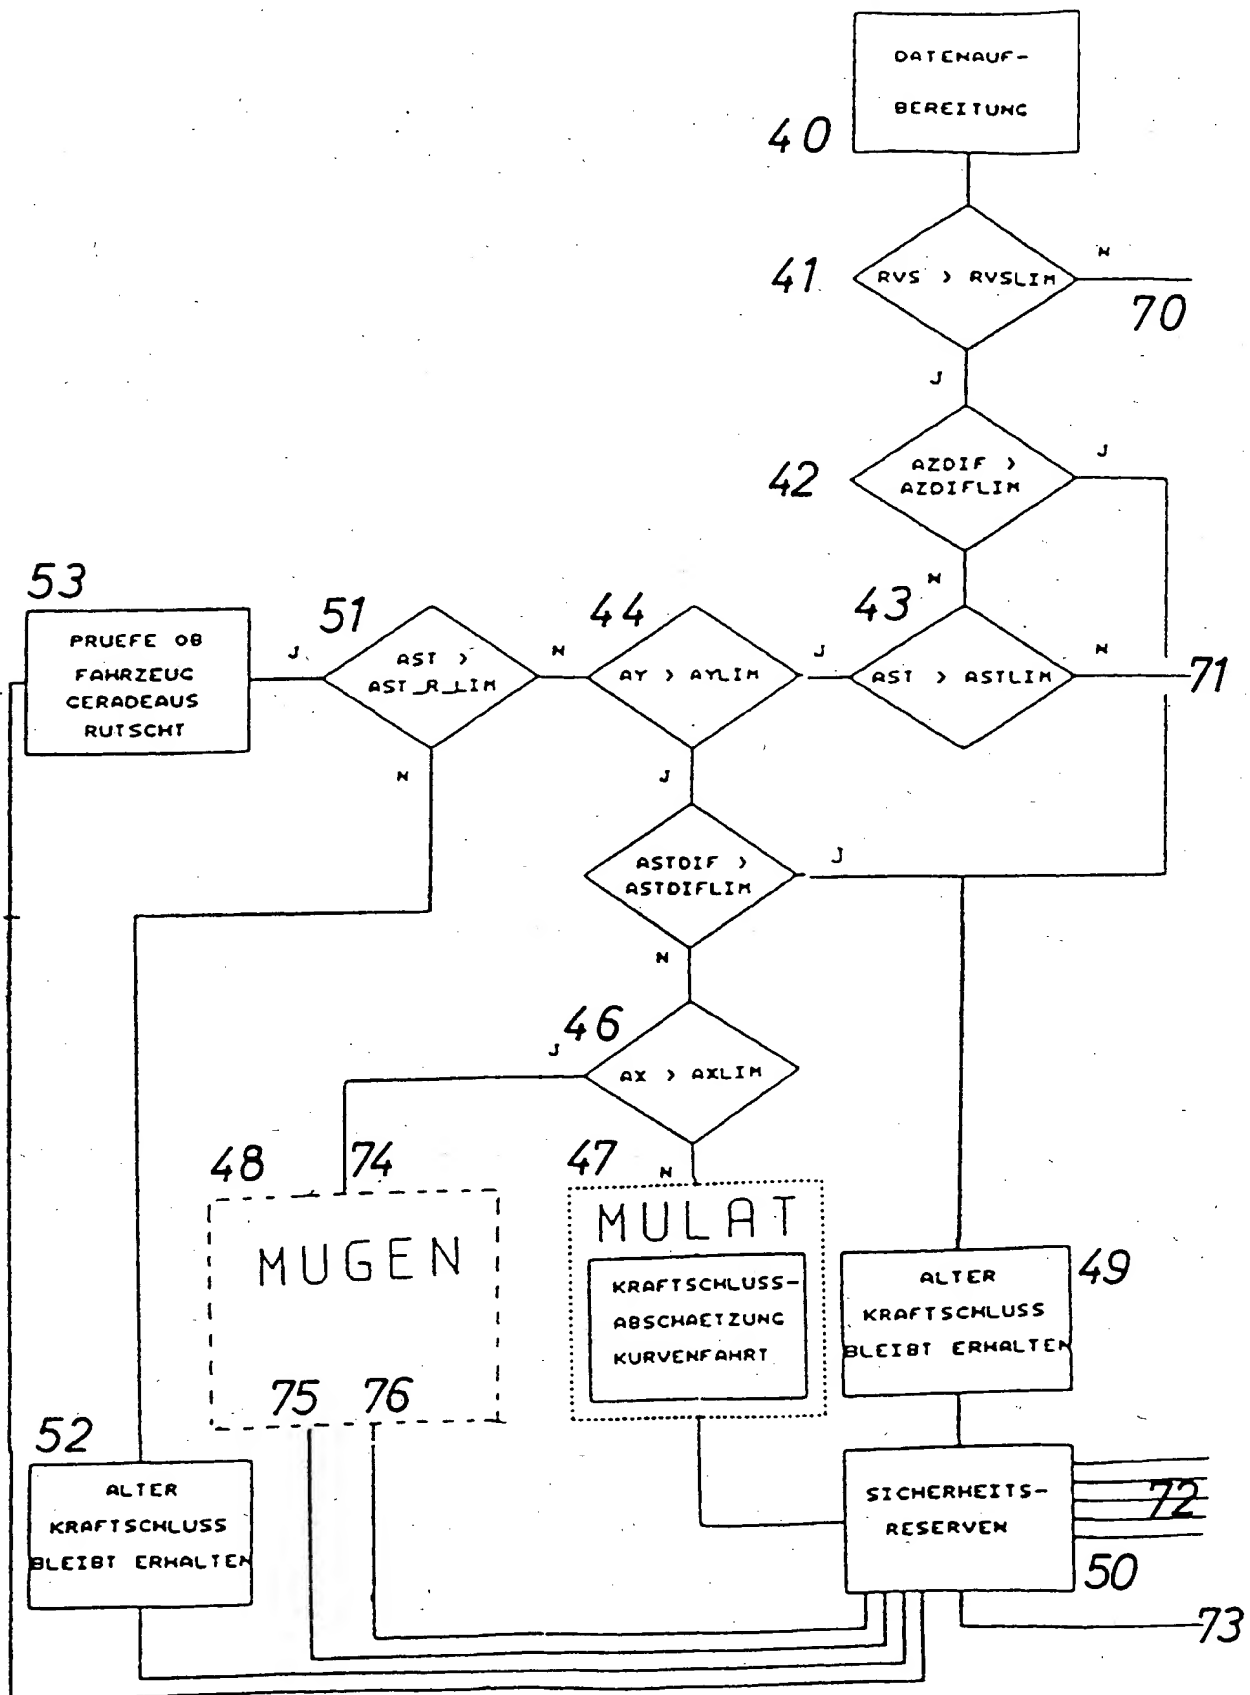 DATENAUF-
BEREITUNG
40
41
RVS > RVSLIM
N
70
J
42
AZDIF >
AZDIFLIM
J
N
53
PRUEFE OB
FAHRZEUG
GERADEAUS
RUTSCHT
J
51
AST >
AST_R_LIM
N
N
44
AY > AYLIM
J
J
43
AST > ASTLIM
N
71
ASTDIF >
ASTDIFLIM
J
N
46
AX > AXLIM
J
N
48
74
MUGEN
75
76
47
MULAT
KRAFTSCHLUSS-
ABSCHAETZUNG
KURVENFAHRT
49
ALTER
KRAFTSCHLUSS
BLEIBT ERHALTEN
52
ALTER
KRAFTSCHLUSS
BLEIBT ERHALTEN
SICHERHEITS-
RESERVEN
72
50
73